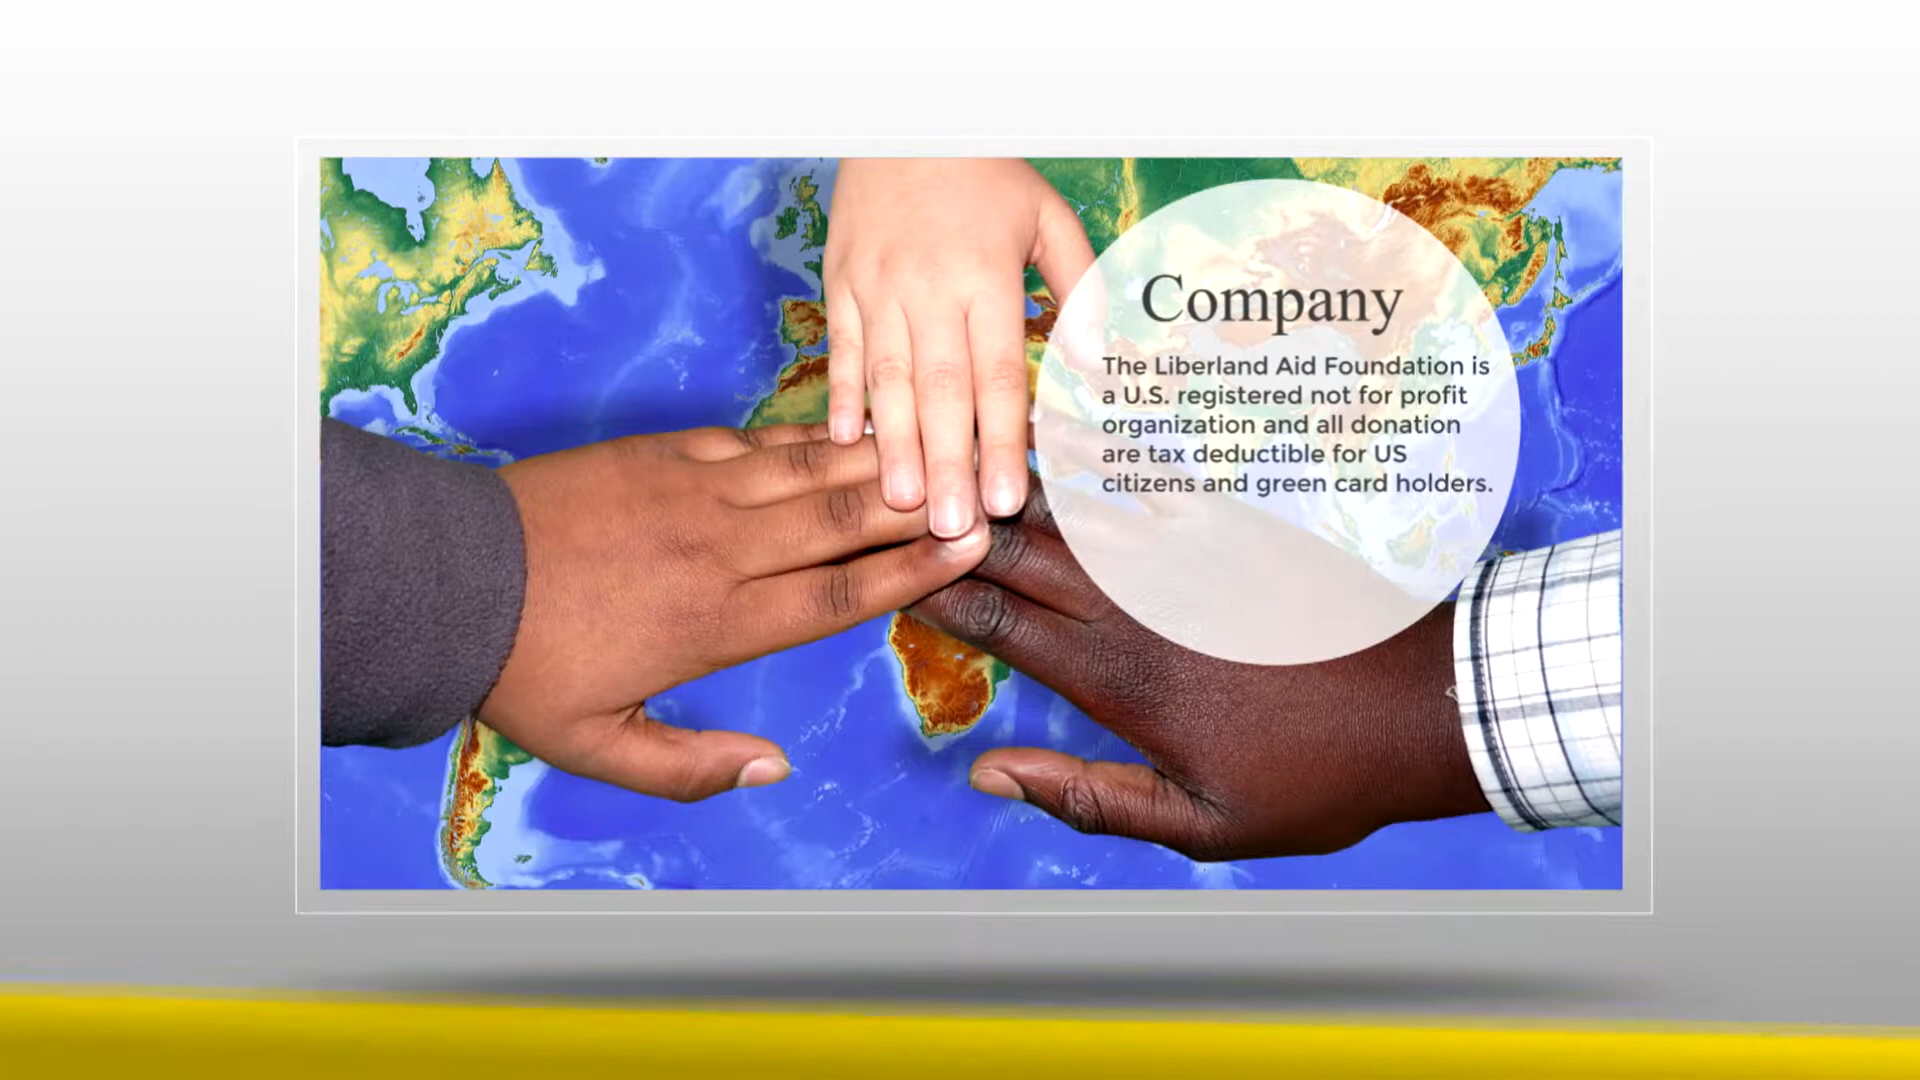 Company
The Liberland Aid Foundation is
a U.S. registered not for profit
organization and all donation
are tax deductible for US
citizens and green card holders.